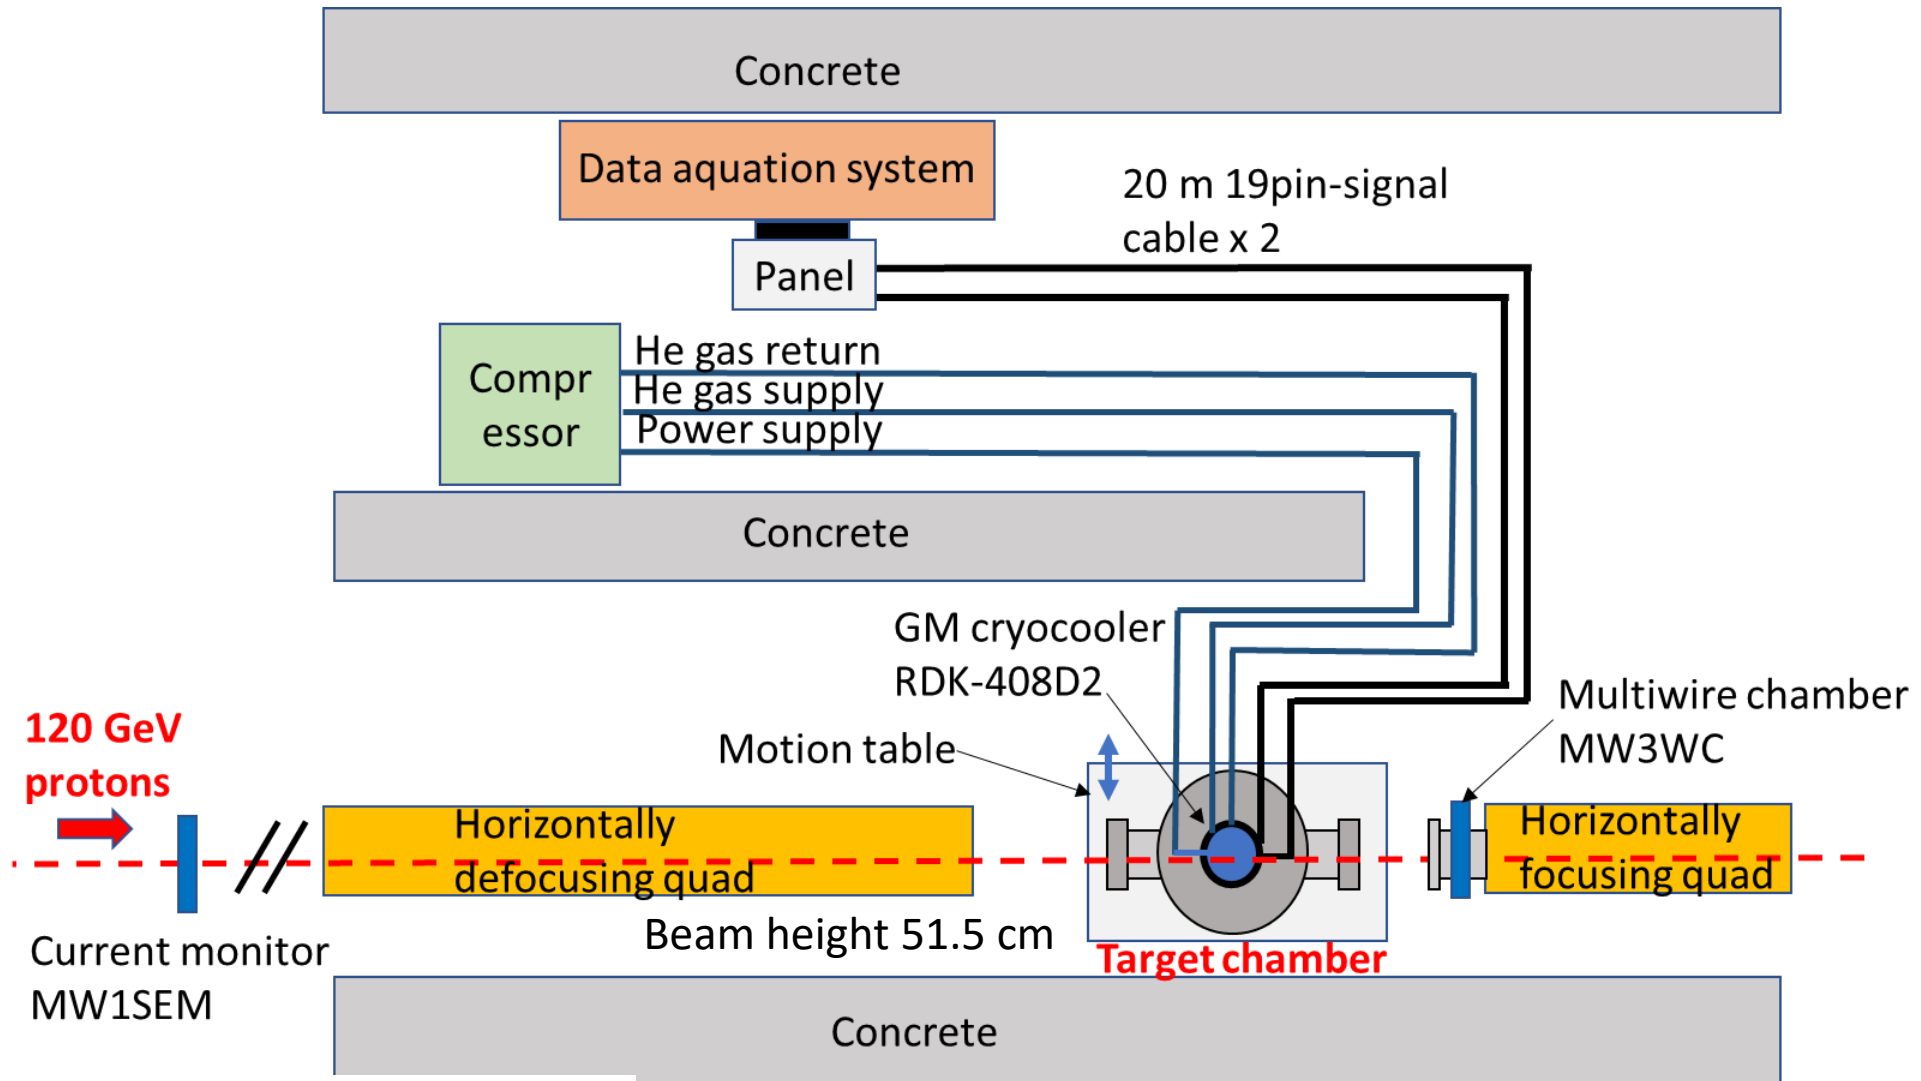 Concrete
Data aquation system
20 m 19pin-signal
cable x 2
Panel
He gas return
He gas supply
Power supply
Compr
essor
Concrete
GM cryocooler
RDK-408D2
Motion table
Multiwire chamber
MW3WC
120 GeV
protons
Horizontally
defocusing quad
Horizontally
focusing quad
Beam height 51.5 cm
Target chamber
Current monitor
MW1SEM
Concrete